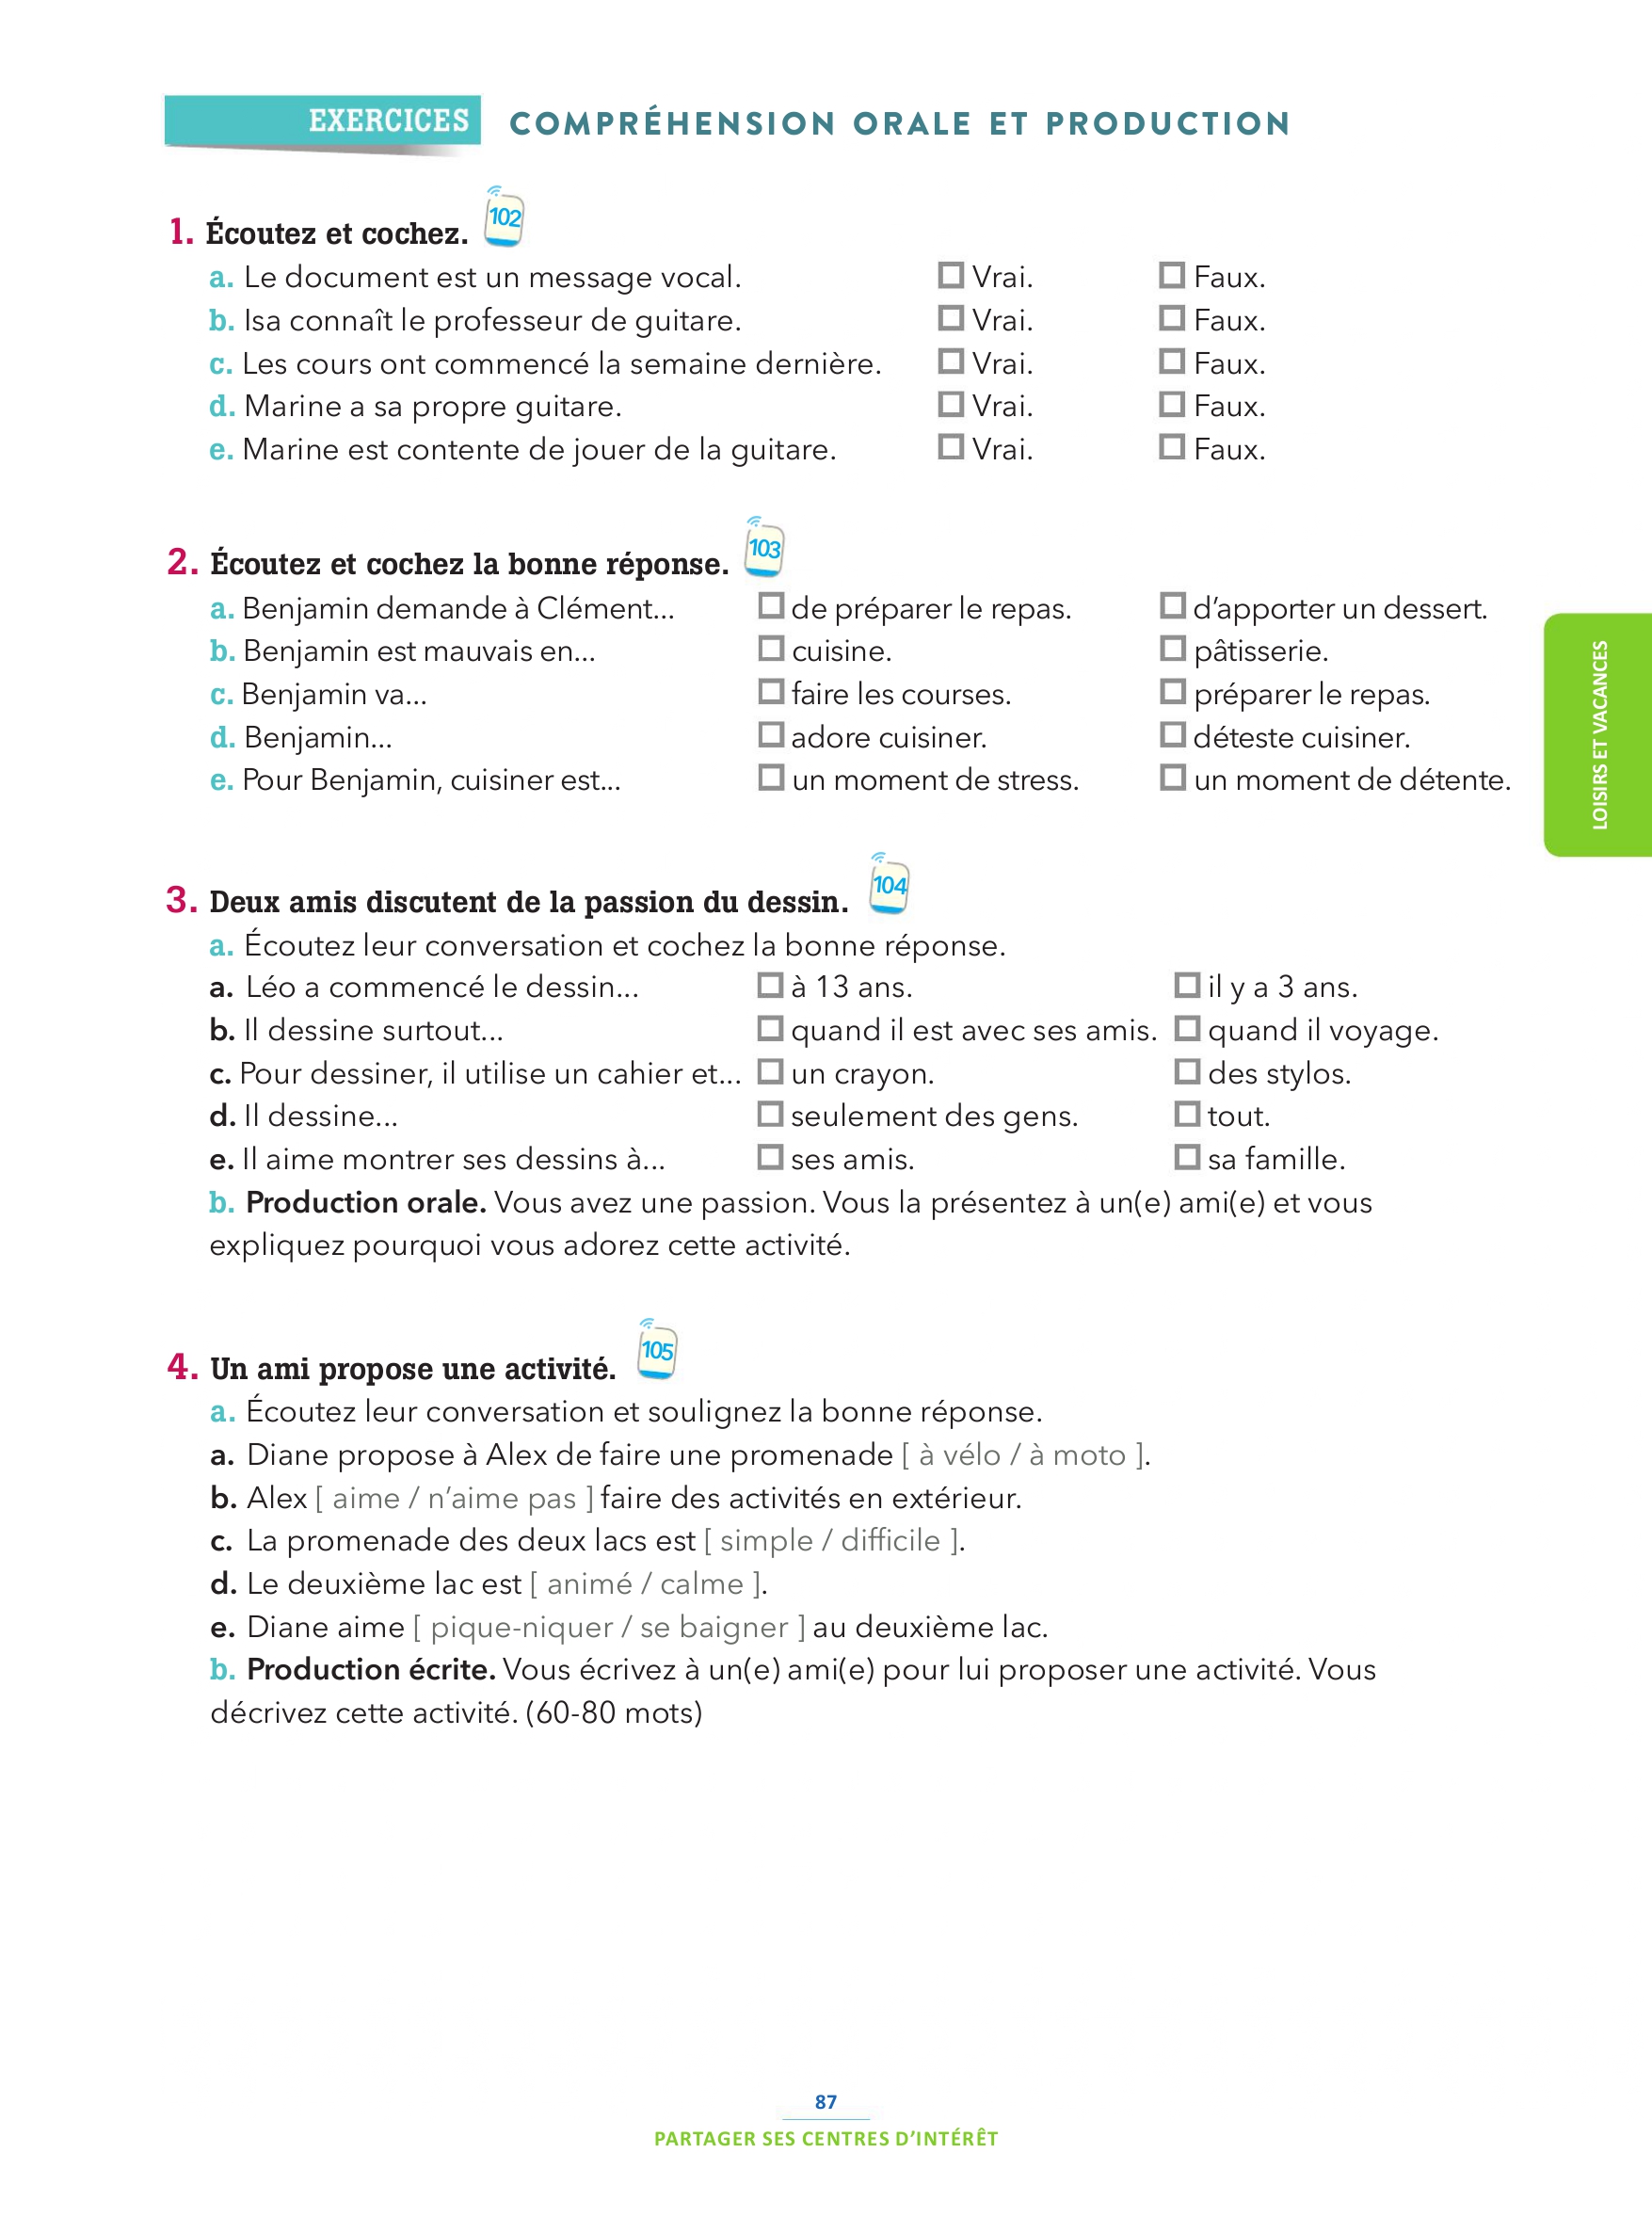 EXERCICES COMPRÉHENSION ORALE ET PRODUCTION
1. Écoutez et cochez. 102
a. Le document est un message vocal. Vrai. Faux.
b. Isa connaît le professeur de guitare. Vrai. Faux.
c. Les cours ont commencé la semaine dernière. Vrai. Faux.
d. Marine a sa propre guitare. Vrai. Faux.
e. Marine est contente de jouer de la guitare. Vrai. Faux.
2. Écoutez et cochez la bonne réponse. 103
a. Benjamin demande à Clément... de préparer le repas. d’apporter un dessert.
b. Benjamin est mauvais en... cuisine. pâtisserie.
c. Benjamin va... faire les courses. préparer le repas.
d. Benjamin... adore cuisiner. déteste cuisiner.
e. Pour Benjamin, cuisiner est... un moment de stress. un moment de détente.
LOISIRS ET VACANCES
3. Deux amis discutent de la passion du dessin. 104
a. Écoutez leur conversation et cochez la bonne réponse.
a. Léo a commencé le dessin... à 13 ans. il y a 3 ans.
b. Il dessine surtout... quand il est avec ses amis. quand il voyage.
c. Pour dessiner, il utilise un cahier et... un crayon. des stylos.
d. Il dessine... seulement des gens. tout.
e. Il aime montrer ses dessins à... ses amis. sa famille.
b. Production orale. Vous avez une passion. Vous la présentez à un(e) ami(e) et vous
expliquez pourquoi vous adorez cette activité.
4. Un ami propose une activité. 105
a. Écoutez leur conversation et soulignez la bonne réponse.
a. Diane propose à Alex de faire une promenade [ à vélo / à moto ].
b. Alex [ aime / n’aime pas ] faire des activités en extérieur.
c. La promenade des deux lacs est [ simple / difficile ].
d. Le deuxième lac est [ animé / calme ].
e. Diane aime [ pique-niquer / se baigner ] au deuxième lac.
b. Production écrite. Vous écrivez à un(e) ami(e) pour lui proposer une activité. Vous
décrivez cette activité. (60-80 mots)
87
PARTAGER SES CENTRES D’INTÉRÊT